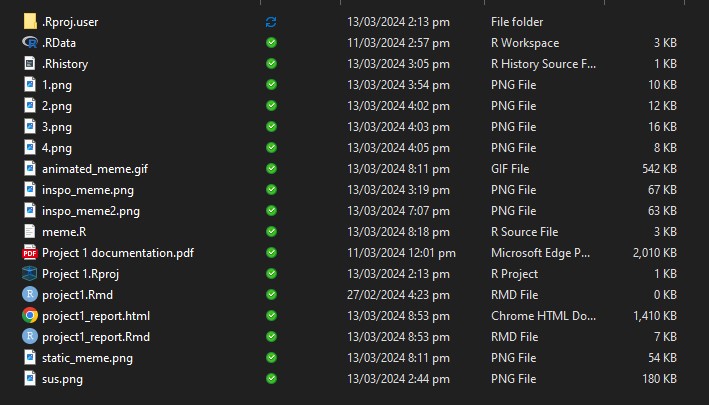 .Rproj.user 13/03/2024 2:13 pm File folder
.RData 11/03/2024 2:57 pm R Workspace 3 KB
.Rhistory 13/03/2024 3:05 pm R History Source F... 1 KB
1.png 13/03/2024 3:54 pm PNG File 10 KB
2.png 13/03/2024 4:02 pm PNG File 12 KB
3.png 13/03/2024 4:03 pm PNG File 16 KB
4.png 13/03/2024 4:05 pm PNG File 8 KB
animated_meme.gif 13/03/2024 8:11 pm GIF File 542 KB
inspo_meme.png 13/03/2024 3:19 pm PNG File 67 KB
inspo_meme2.png 13/03/2024 7:07 pm PNG File 63 KB
meme.R 13/03/2024 8:18 pm R Source File 3 KB
PDF Project 1 documentation.pdf 11/03/2024 12:01 pm Microsoft Edge P... 2,010 KB
Project 1.Rproj 13/03/2024 2:13 pm R Project 1 KB
R project1.Rmd 27/02/2024 4:23 pm RMD File 0 KB
project1_report.html 13/03/2024 8:53 pm Chrome HTML Do... 1,410 KB
R project1_report.Rmd 13/03/2024 8:53 pm RMD File 7 KB
static_meme.png 13/03/2024 8:11 pm PNG File 54 KB
sus.png 13/03/2024 2:44 pm PNG File 180 KB